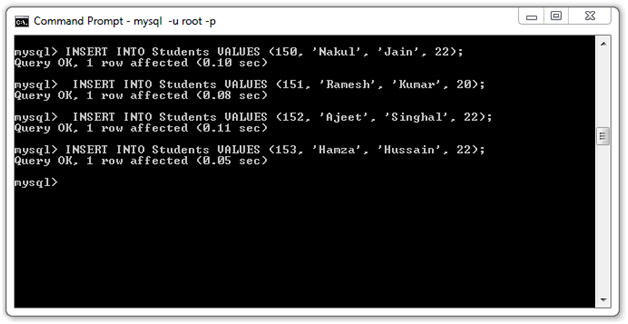 Command Prompt - mysql -u root -p
mysql> INSERT INTO Students VALUES (150, 'Nakul', 'Jain', 22);
Query OK, 1 row affected (0.10 sec)
mysql>  INSERT INTO Students VALUES (151, 'Ramesh', 'Kumar', 20);
Query OK, 1 row affected (0.08 sec)
mysql>  INSERT INTO Students VALUES (152, 'Ajeet', 'Singhal', 22);
Query OK, 1 row affected (0.11 sec)
mysql> INSERT INTO Students VALUES (153, 'Hamza', 'Hussain', 22);
Query OK, 1 row affected (0.05 sec)
mysql>